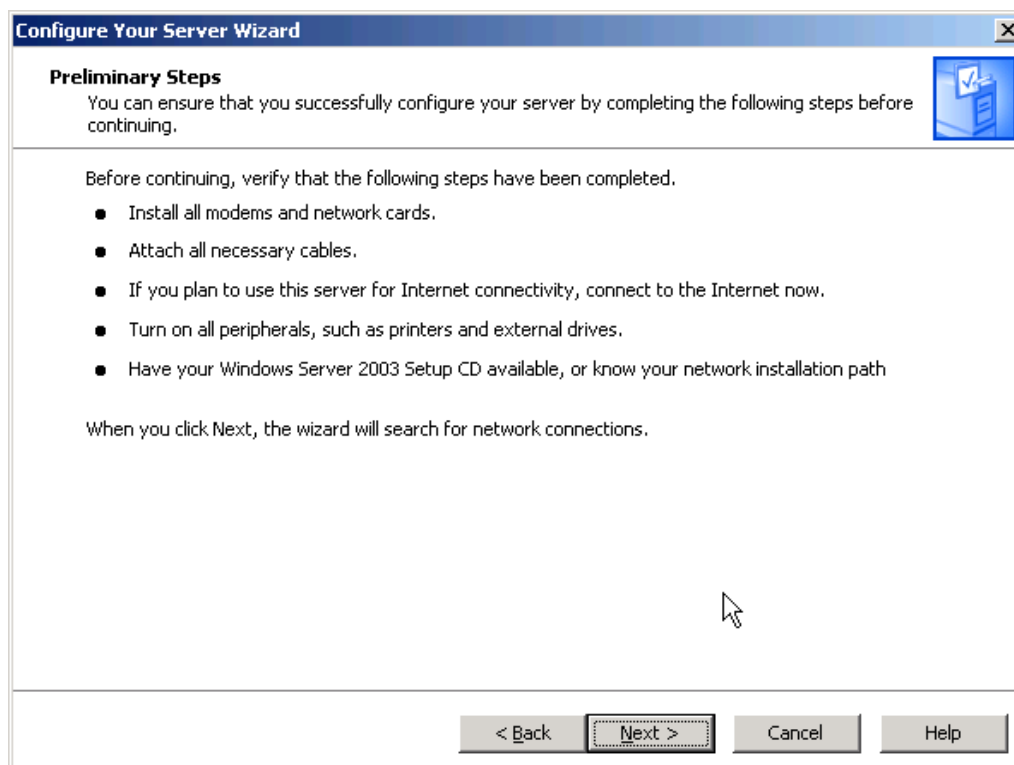 Configure Your Server Wizard
Preliminary Steps
You can ensure that you successfully configure your server by completing the following steps before
continuing.
Before continuing, verify that the following steps have been completed.
● Install all modems and network cards.
● Attach all necessary cables.
● If you plan to use this server for Internet connectivity, connect to the Internet now.
● Turn on all peripherals, such as printers and external drives.
● Have your Windows Server 2003 Setup CD available, or know your network installation path
When you click Next, the wizard will search for network connections.
< Back Next > Cancel Help